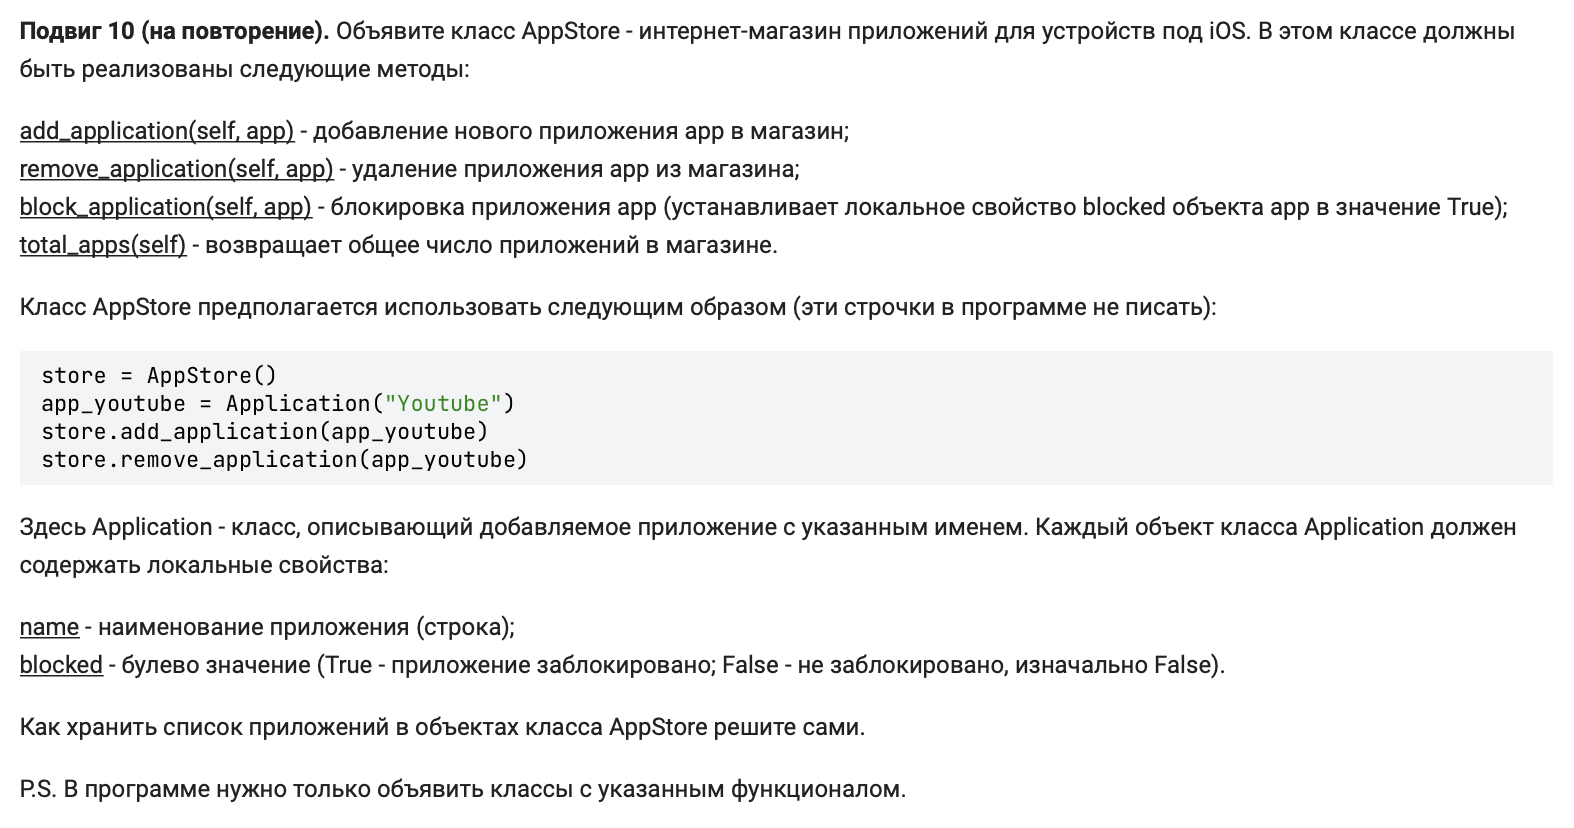 Подвиг 10 (на повторение). Объявите класс AppStore - интернет-магазин приложений для устройств под iOS. В этом классе должны
быть реализованы следующие методы:
add_application(self, app) - добавление нового приложения app в магазин;
remove_application(self, app) - удаление приложения app из магазина;
block_application(self, app) - блокировка приложения app (устанавливает локальное свойство blocked объекта app в значение True);
total_apps(self) - возвращает общее число приложений в магазине.
Класс AppStore предполагается использовать следующим образом (эти строчки в программе не писать):
store = AppStore()
app_youtube = Application("Youtube")
store.add_application(app_youtube)
store.remove_application(app_youtube)
Здесь Application - класс, описывающий добавляемое приложение с указанным именем. Каждый объект класса Application должен
содержать локальные свойства:
name - наименование приложения (строка);
blocked - булево значение (True - приложение заблокировано; False - не заблокировано, изначально False).
Как хранить список приложений в объектах класса AppStore решите сами.
P.S. В программе нужно только объявить классы с указанным функционалом.